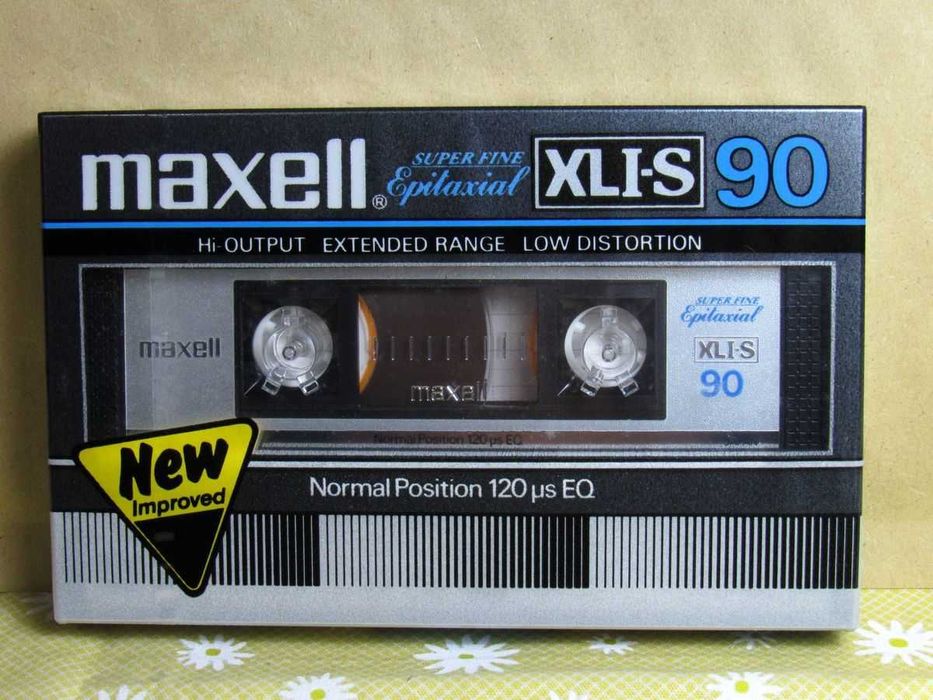 maxell® SUPER FINE Epitaxial XLI-S 90
Hi-OUTPUT EXTENDED RANGE LOW DISTORTION
maxell
maxell
SUPER FINE
Epitaxial
XLI-S
90
Normal Position 120 µs EQ
New
Improved
Normal Position 120 µs EQ